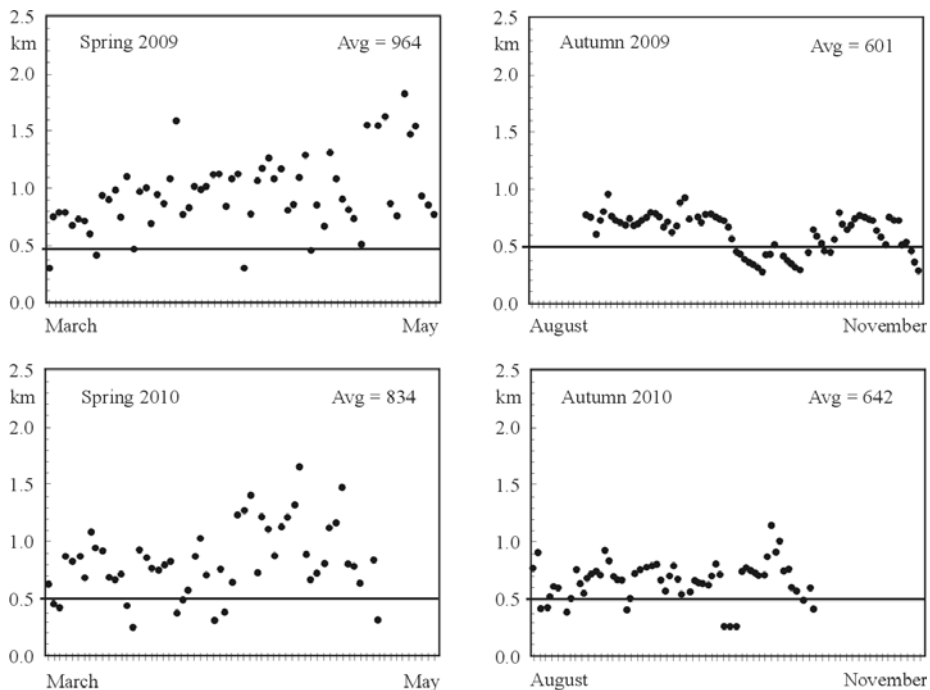 2.5
km
2.0
1.5
1.0
0.5
0.0
Spring 2009
Avg = 964
March
May
2.5
km
2.0
1.5
1.0
0.5
0.0
Autumn 2009
Avg = 601
August
November
2.5
km
2.0
1.5
1.0
0.5
0.0
Spring 2010
Avg = 834
March
May
2.5
km
2.0
1.5
1.0
0.5
0.0
Autumn 2010
Avg = 642
August
November